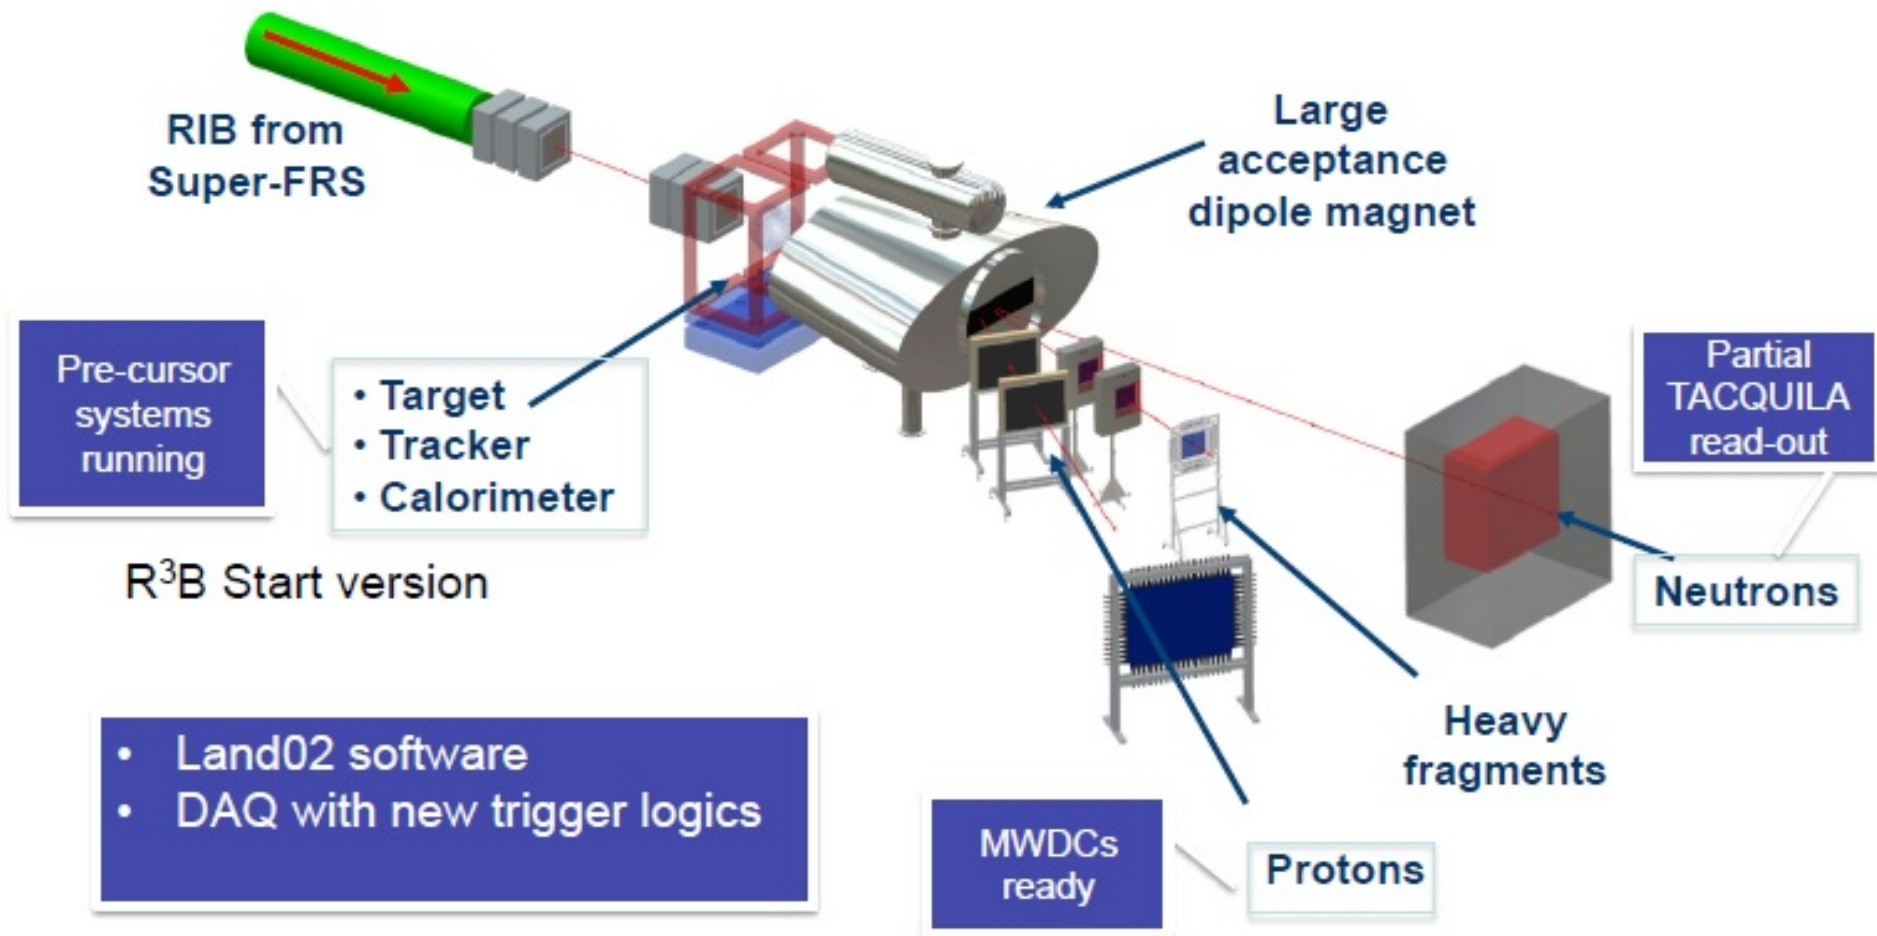 RIB from
Super-FRS
Large
acceptance
dipole magnet
Pre-cursor
systems
running
• Target
• Tracker
• Calorimeter
Partial
TACQUILA
read-out
Neutrons
R³B Start version
Heavy
fragments
• Land02 software
• DAQ with new trigger logics
MWDCs
ready
Protons